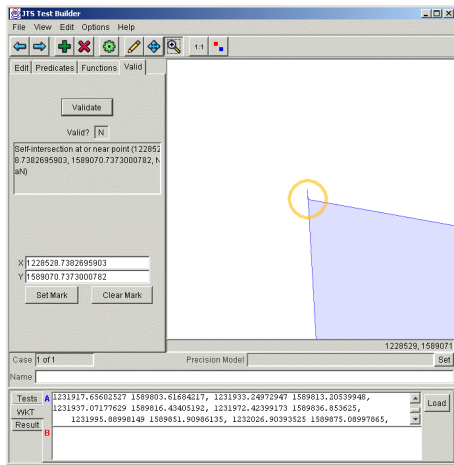 JTS Test Builder
File View Edit Options Help
1:1
Edit Predicates Functions Valid
Validate
Valid? N
Self-intersection at or near point (122852
8.7382695903, 1589070.7373000782, N
aN)
X 1228528.7382695903
Y 1589070.7373000782
Set Mark Clear Mark
1228529, 1589071
Case 1 of 1 Precision Model Set
Name
Tests A 1231917.65602527 1589803.61684217, 1231933.24972947 1589813.20539948, Load
WKT 1231937.07177629 1589816.43405192, 1231972.42399173 1589836.853625,
Result 1231995.88998149 1589851.90986135, 1232026.90393525 1589875.08997865,
B